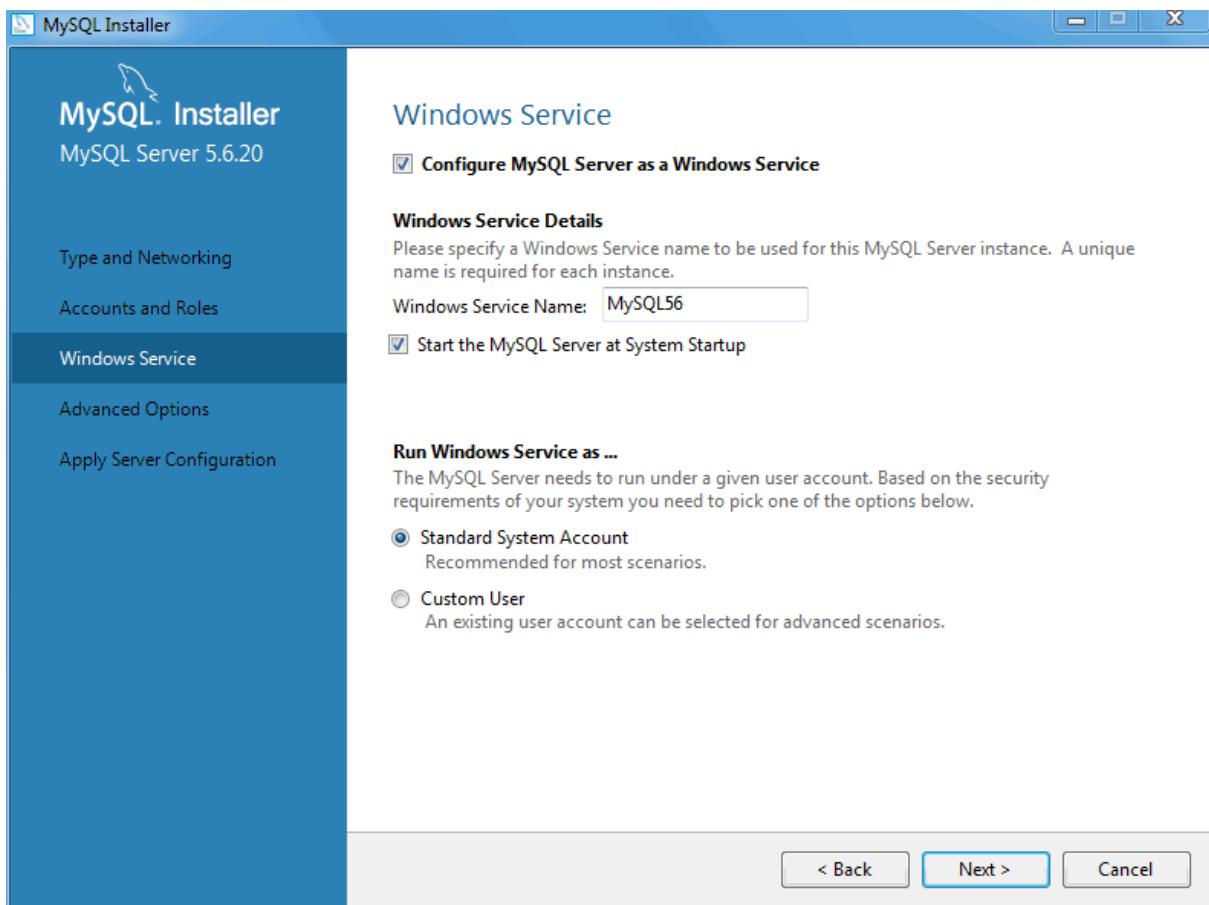 MySQL Installer
MySQL. Installer
MySQL Server 5.6.20
Type and Networking
Accounts and Roles
Windows Service
Advanced Options
Apply Server Configuration
Windows Service
Configure MySQL Server as a Windows Service
Windows Service Details
Please specify a Windows Service name to be used for this MySQL Server instance.  A unique
name is required for each instance.
Windows Service Name: MySQL56
Start the MySQL Server at System Startup
Run Windows Service as ...
The MySQL Server needs to run under a given user account. Based on the security
requirements of your system you need to pick one of the options below.
Standard System Account
Recommended for most scenarios.
Custom User
An existing user account can be selected for advanced scenarios.
< Back Next > Cancel